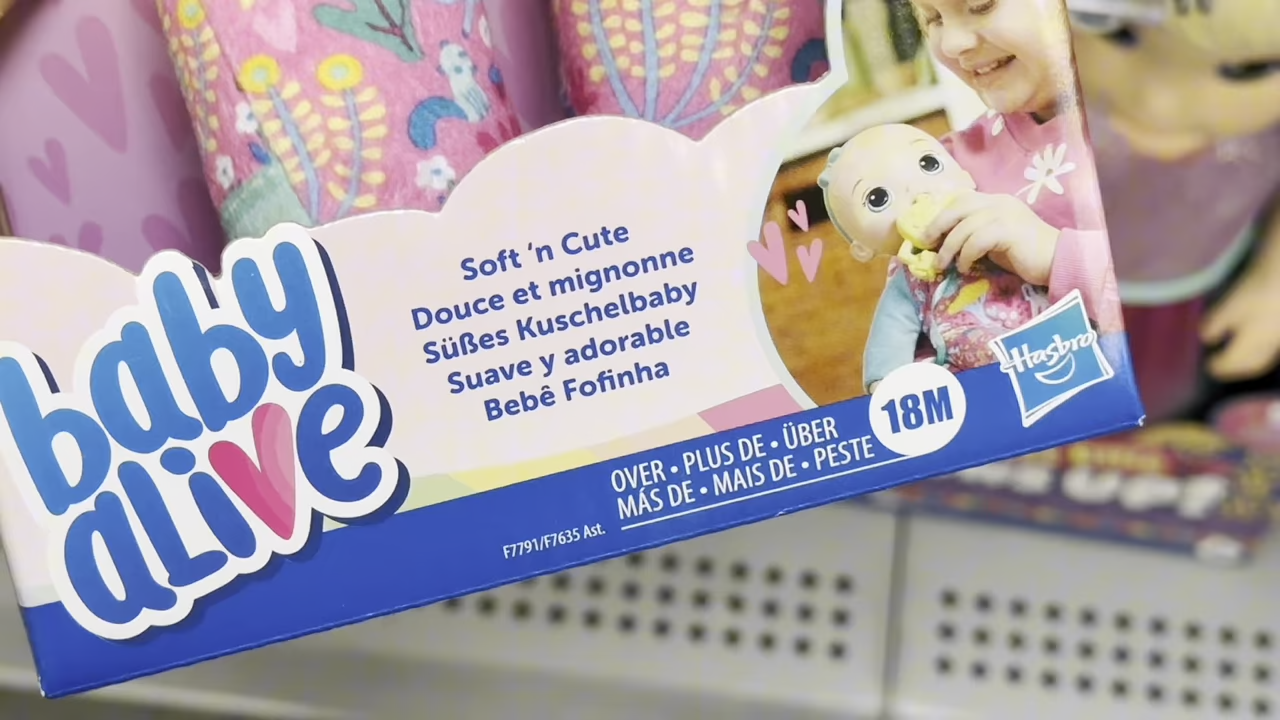 baby
alive
Soft ‘n Cute
Douce et mignonne
Süßes Kuschelbaby
Suave y adorable
Bebê Fofinha
OVER • PLUS DE • ÜBER
MÁS DE • MAIS DE • PESTE
18M
Hasbro
F7791/F7635 Ast.